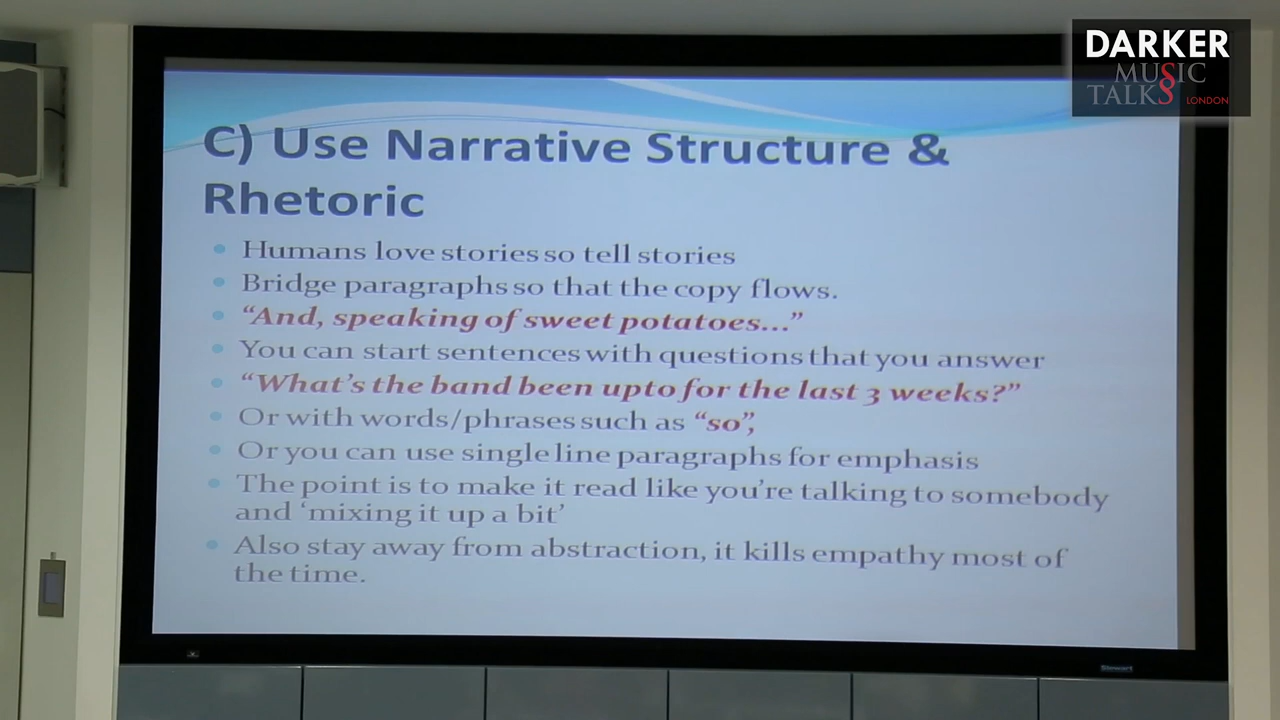 DARKER
MUSIC
TALKS LONDON
C) Use Narrative Structure &
Rhetoric
Humans love stories so tell stories
Bridge paragraphs so that the copy flows.
“And, speaking of sweet potatoes...”
You can start sentences with questions that you answer
“What’s the band been upto for the last 3 weeks?”
Or with words/phrases such as “so”,
Or you can use single line paragraphs for emphasis
The point is to make it read like you’re talking to somebody
and ‘mixing it up a bit’
Also stay away from abstraction, it kills empathy most of
the time.
Stewart